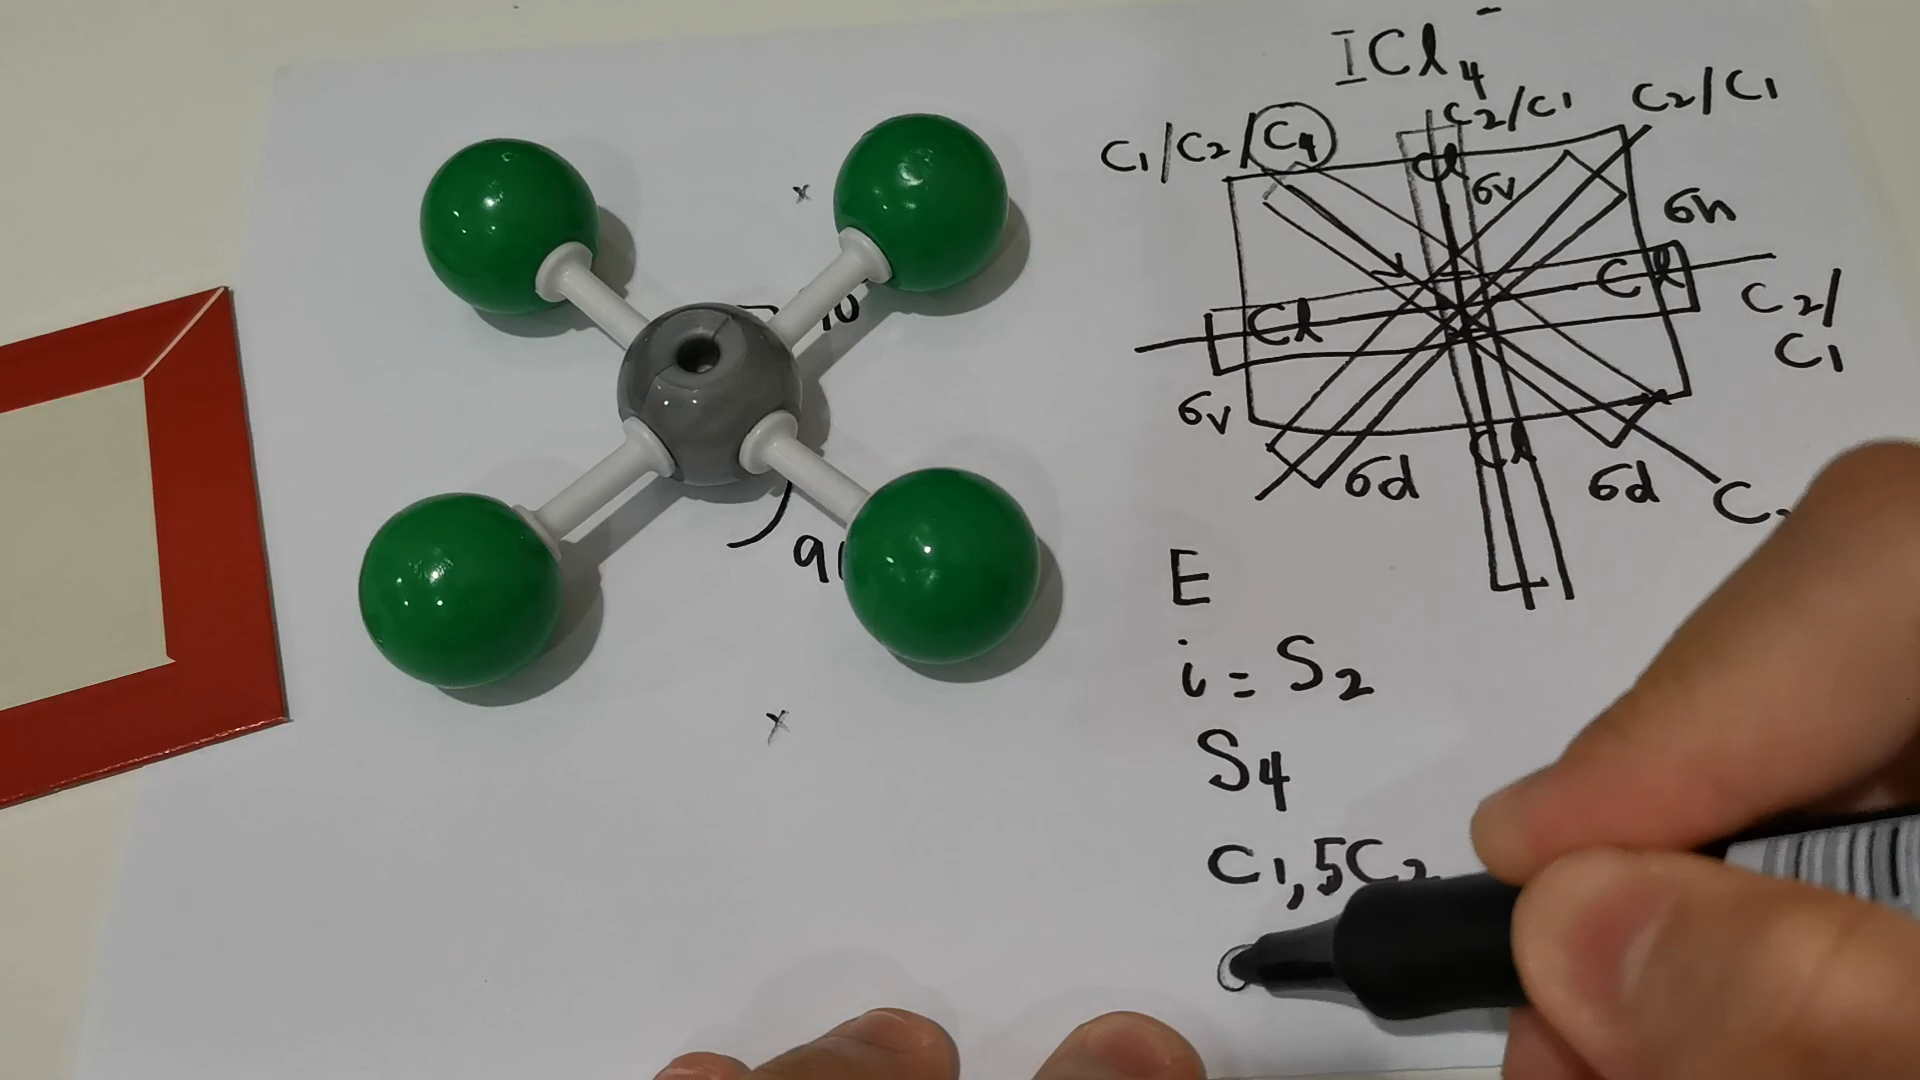 ICl4⁻
C1/C2/C4
C2/C1
C2/C1
Cl
σv
σh
Cl
Cl
C2/
C1
σv
Cl
σd
σd
90
E
i = S2
S4
C1, 5C2